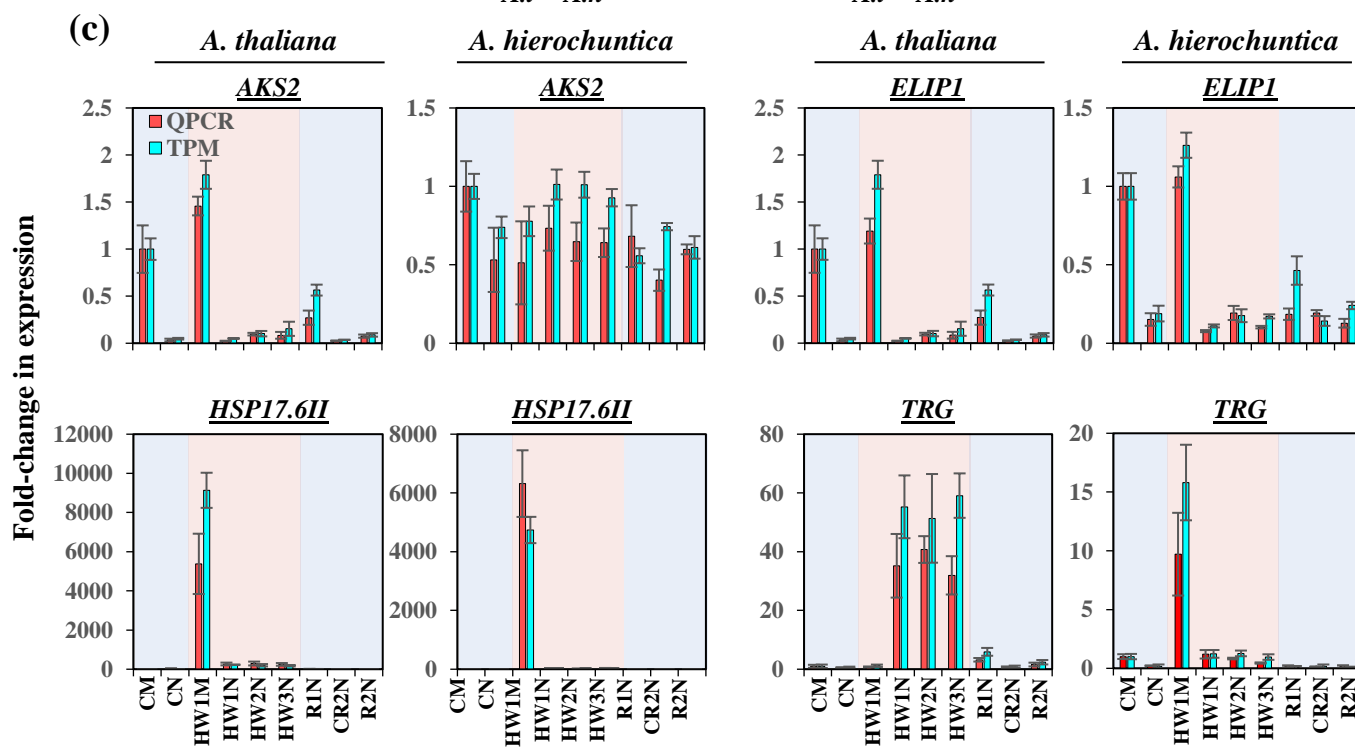 (c)
A. thaliana
A. hierochuntica
A. thaliana
A. hierochuntica
AKS2
AKS2
ELIP1
ELIP1
2.5
2
1.5
1
0.5
0
QPCR
TPM
1.5
1
0.5
0
2.5
2
1.5
1
0.5
0
1.5
1
0.5
0
Fold-change in expression
HSP17.6II
HSP17.6II
TRG
TRG
12000
10000
8000
6000
4000
2000
0
8000
6000
4000
2000
0
80
60
40
20
0
20
15
10
5
0
CM
CN
HW1M
HW1N
HW2N
HW3N
R1N
CR2N
R2N
CM
CN
HW1M
HW1N
HW2N
HW3N
R1N
CR2N
R2N
CM
CN
HW1M
HW1N
HW2N
HW3N
R1N
CR2N
R2N
CM
CN
HW1M
HW1N
HW2N
HW3N
R1N
CR2N
R2N